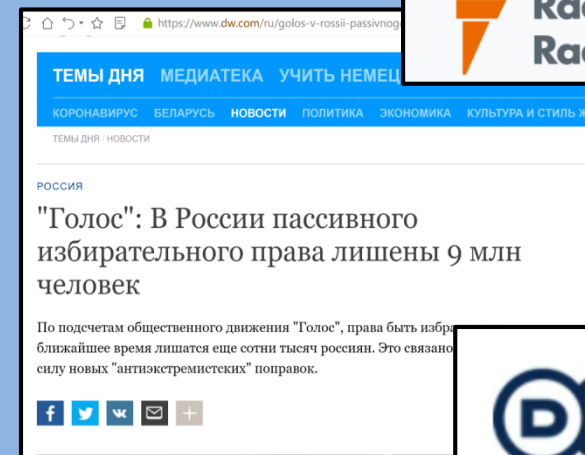 https://www.dw.com/ru/golos-v-rossii-passivnog
ТЕМЫ ДНЯ МЕДИАТЕКА УЧИТЬ НЕМЕЦ
КОРОНАВИРУС БЕЛАРУСЬ НОВОСТИ ПОЛИТИКА ЭКОНОМИКА КУЛЬТУРА И СТИЛЬ Ж
ТЕМЫ ДНЯ / НОВОСТИ
РОССИЯ
"Голос": В России пассивного
избирательного права лишены 9 млн
человек
По подсчетам общественного движения "Голос", права быть избра
ближайшее время лишатся еще сотни тысяч россиян. Это связано
силу новых "антиэкстремистских" поправок.
D